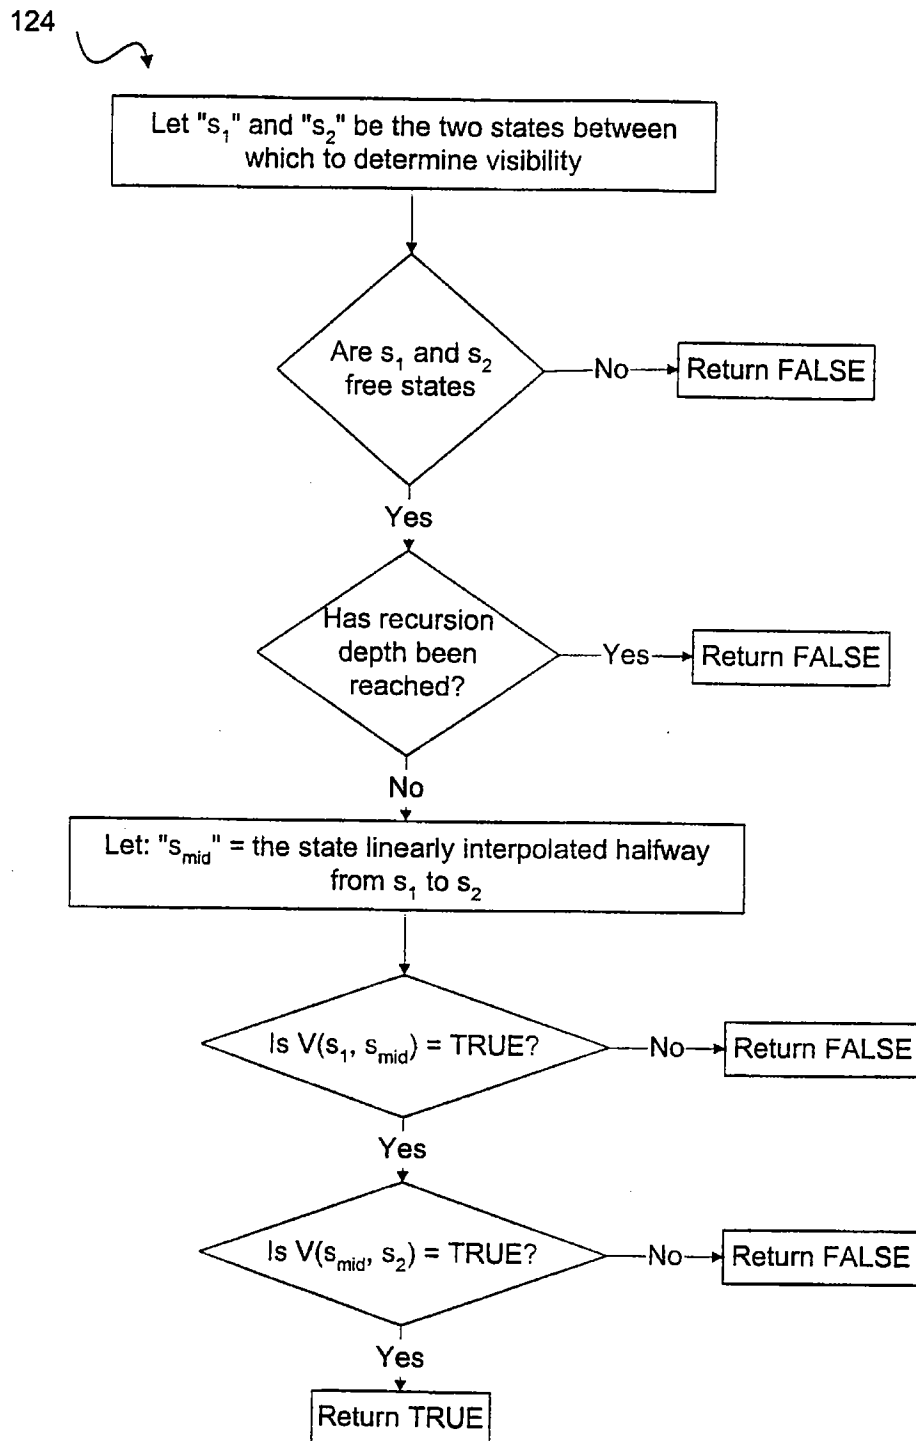 124
Let "s₁" and "s₂" be the two states between
which to determine visibility
Are s₁ and s₂
free states
No
Return FALSE
Yes
Has recursion
depth been
reached?
Yes
Return FALSE
No
Let: "s_mid" = the state linearly interpolated halfway
from s₁ to s₂
Is V(s₁, s_mid) = TRUE?
No
Return FALSE
Yes
Is V(s_mid, s₂) = TRUE?
No
Return FALSE
Yes
Return TRUE